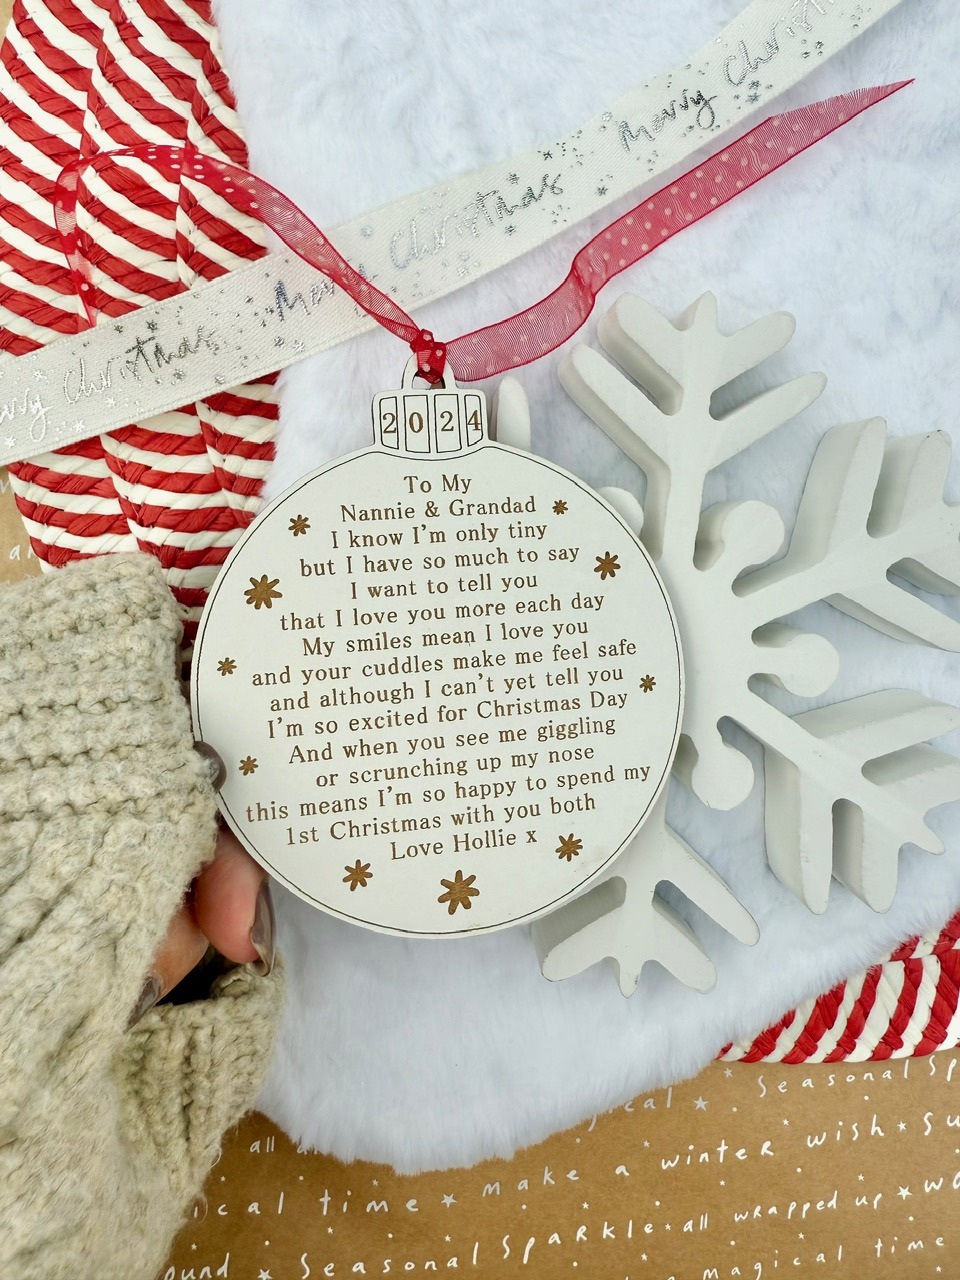 Merry Christmas
Merry Christmas
Merry Christmas
2024
To My
Nannie & Grandad
I know I'm only tiny
but I have so much to say
I want to tell you
that I love you more each day
My smiles mean I love you
and your cuddles make me feel safe
and although I can't yet tell you
I'm so excited for Christmas Day
And when you see me giggling
or scrunching up my nose
this means I'm so happy to spend my
1st Christmas with you both
Love Hollie x
Seasonal Sp
all
time ★ make a winter wish ★ su
Seasonal Sparkle ★ all wrapped up ★
a magical time